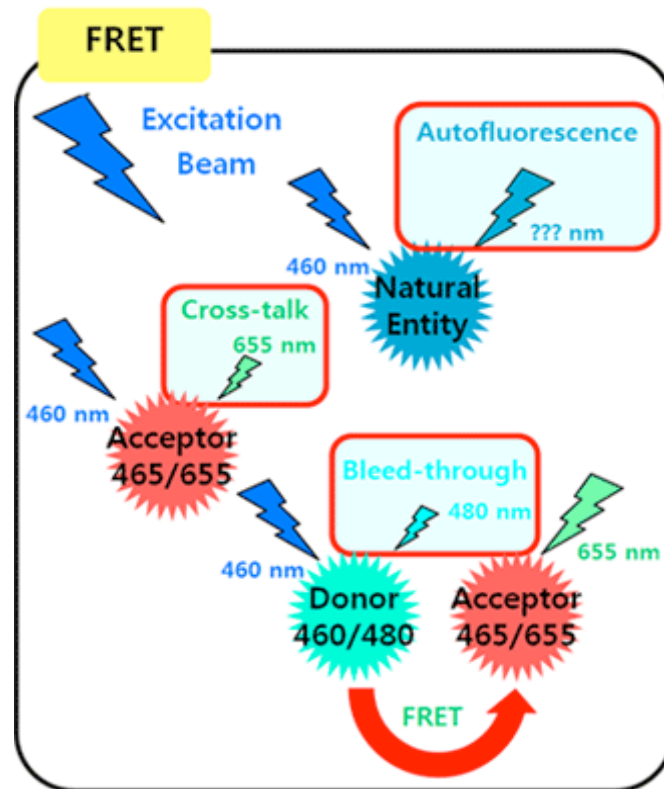 FRET
Excitation
Beam
Autofluorescence
??? nm
460 nm
Natural
Entity
Cross-talk
655 nm
460 nm
Acceptor
465/655
Bleed-through
480 nm
460 nm
655 nm
Donor
460/480
Acceptor
465/655
FRET